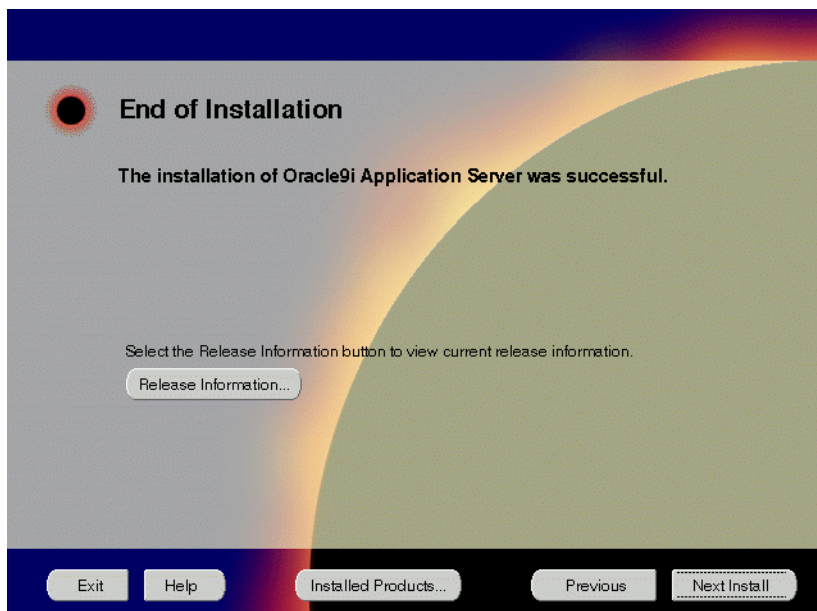 End of Installation
The installation of Oracle9i Application Server was successful.
Select the Release Information button to view current release information.
Release Information...
Exit
Help
Installed Products...
Previous
Next Install